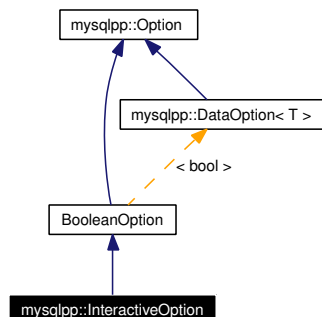 mysqlpp::Option
mysqlpp::DataOption< T >
< bool >
BooleanOption
mysqlpp::InteractiveOption